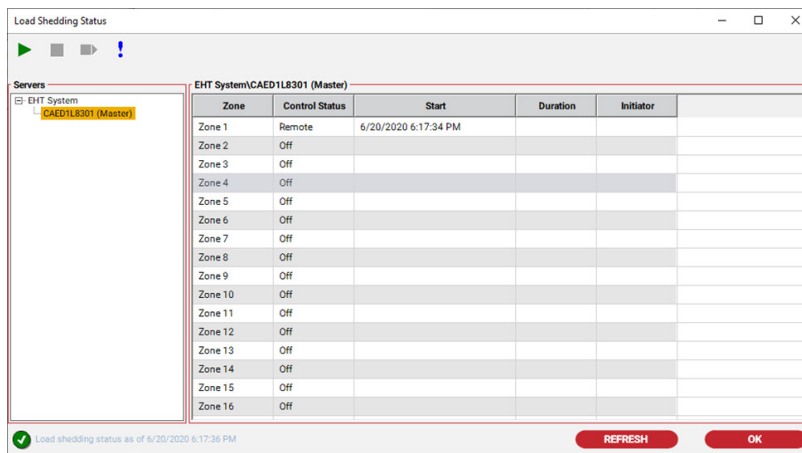 Load Shedding Status
Servers
EHT System
CAED1L8301 (Master)
EHT System\CAED1L8301 (Master)
Zone Control Status Start Duration Initiator
Zone 1 Remote 6/20/2020 6:17:34 PM
Zone 2 Off
Zone 3 Off
Zone 4 Off
Zone 5 Off
Zone 6 Off
Zone 7 Off
Zone 8 Off
Zone 9 Off
Zone 10 Off
Zone 11 Off
Zone 12 Off
Zone 13 Off
Zone 14 Off
Zone 15 Off
Zone 16 Off
Load shedding status as of 6/20/2020 6:17:36 PM
REFRESH OK